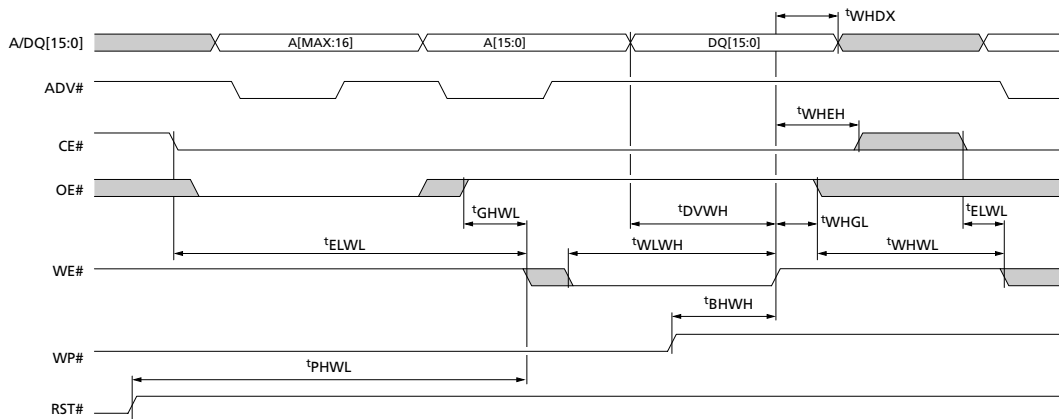 tWHDX
A/DQ[15:0] A[MAX:16] A[15:0] DQ[15:0]
ADV#
tWHEH
CE#
OE#
tGHWL tDVWH tWHGL tELWL
tELWL tWLWH tWHWL
WE#
tBHWH
WP#
tPHWL
RST#